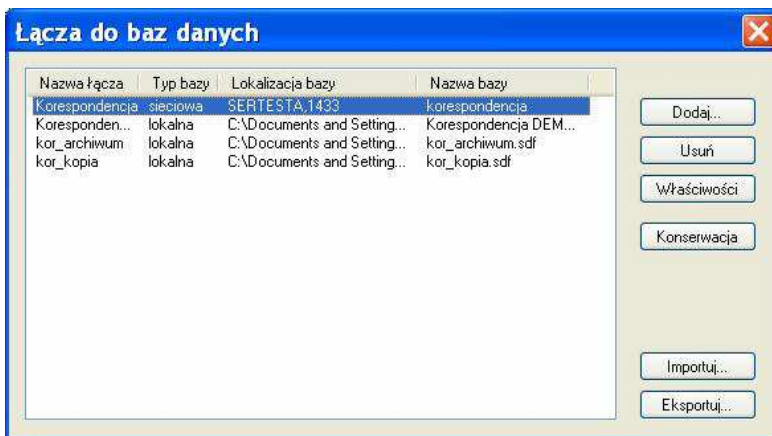 Łącza do baz danych
Nazwa łącza Typ bazy Lokalizacja bazy Nazwa bazy
Korespondencja sieciowa SERTESTA,1433 korespondencja
Koresponden... lokalna C:\Documents and Setting... Korespondencja DEM...
kor_archiwum lokalna C:\Documents and Setting... kor_archiwum.sdf
kor_kopia lokalna C:\Documents and Setting... kor_kopia.sdf
Dodaj...
Usuń
Właściwości
Konserwacja
Importuj...
Eksportuj...